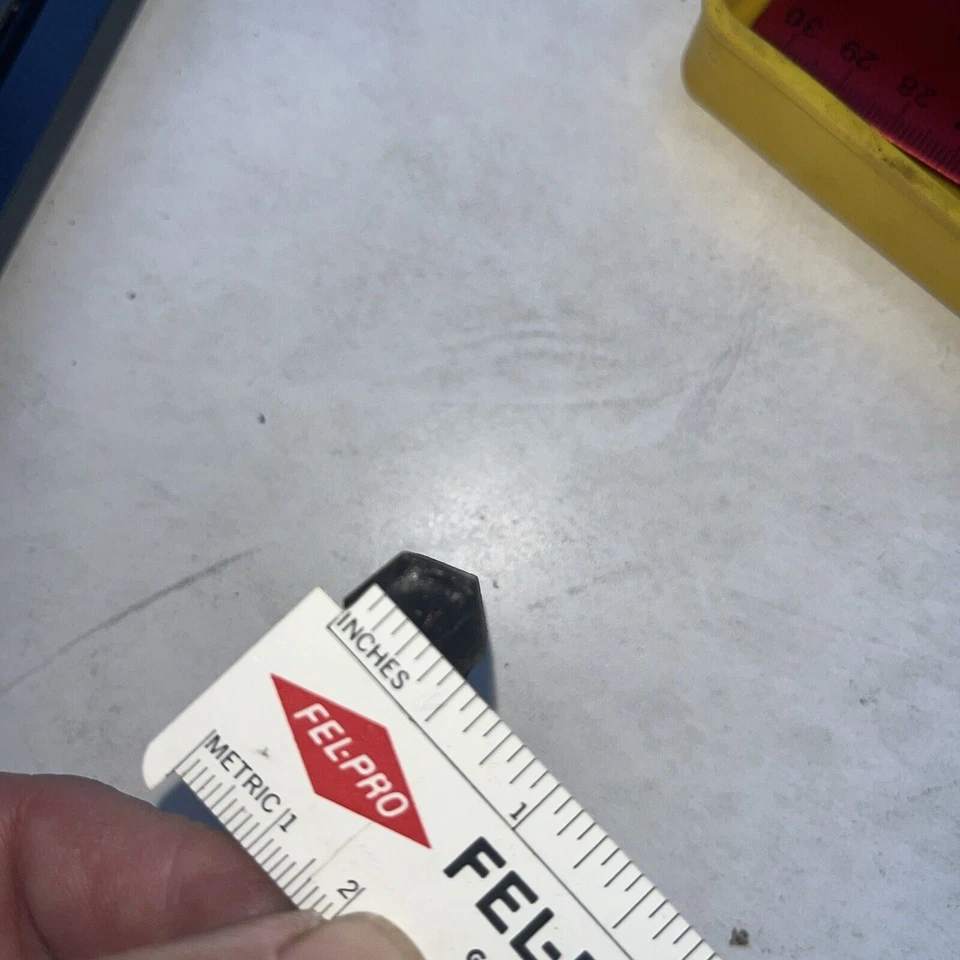 30
29
28
INCHES
1
FEL-PRO
METRIC 1
2
FEL-
G